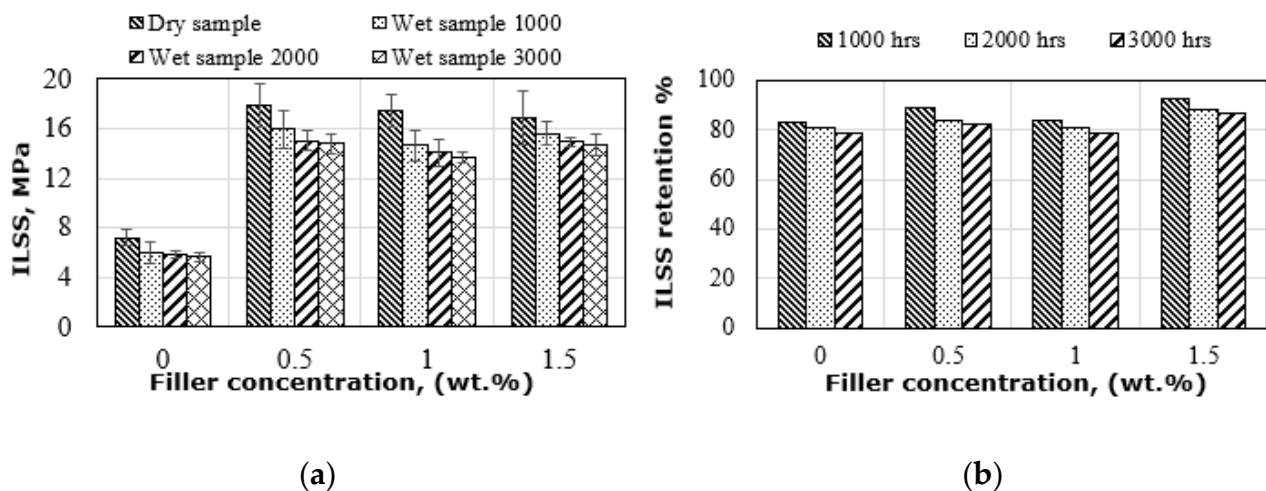 Dry sample Wet sample 1000
Wet sample 2000 Wet sample 3000
20
16
12
8
4
0
ILSS, MPa
0 0.5 1 1.5
Filler concentration, (wt.%)
(a)
1000 hrs 2000 hrs 3000 hrs
100
80
60
40
20
0
ILSS retention %
0 0.5 1 1.5
Filler concentration, (wt.%)
(b)